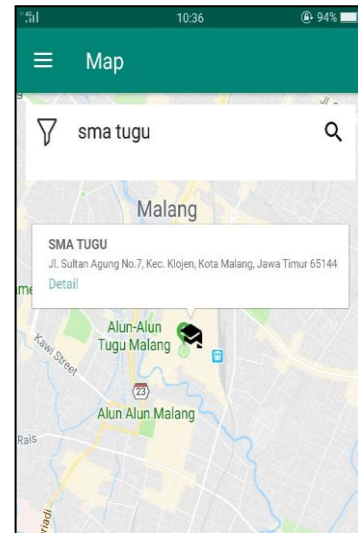 10:36
94%
Map
sma tugu
Malang
SMA TUGU
Jl. Sultan Agung No.7, Kec. Klojen, Kota Malang, Jawa Timur 65144
Detail
Alun-Alun
Tugu Malang
Kawi Street
23
Alun Alun Malang
Rais